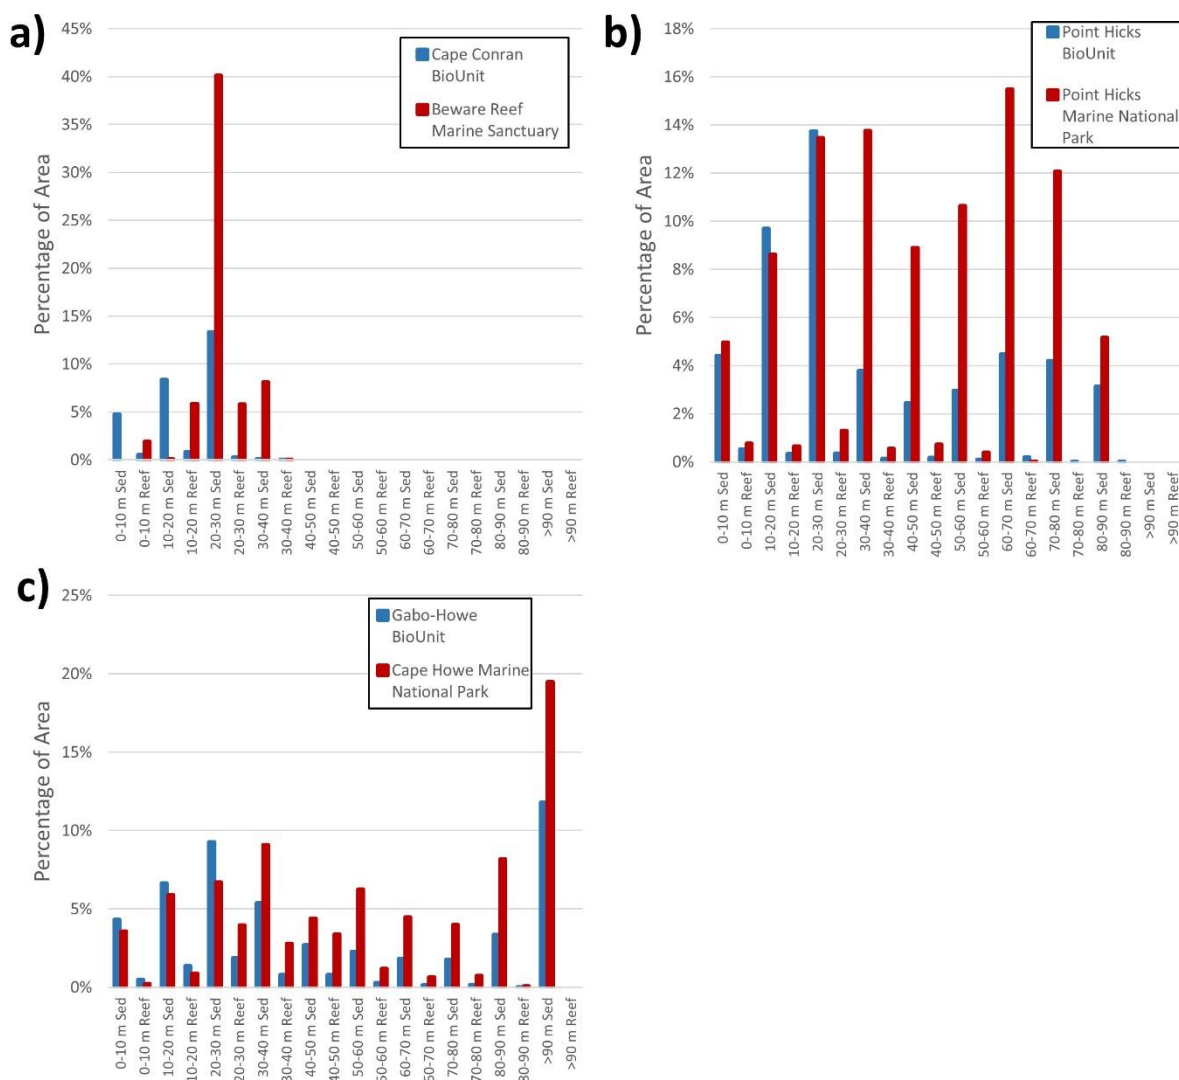 a)
Percentage of Area
45%
40%
35%
30%
25%
20%
15%
10%
5%
0%
Cape Conran
BioUnit
Beware Reef
Marine Sanctuary
0-10 m Sed
0-10 m Reef
10-20 m Sed
10-20 m Reef
20-30 m Sed
20-30 m Reef
30-40 m Sed
30-40 m Reef
40-50 m Sed
40-50 m Reef
50-60 m Sed
50-60 m Reef
60-70 m Sed
60-70 m Reef
70-80 m Sed
70-80 m Reef
80-90 m Sed
80-90 m Reef
>90 m Sed
>90 m Reef
b)
Percentage of Area
18%
16%
14%
12%
10%
8%
6%
4%
2%
0%
Point Hicks
BioUnit
Point Hicks
Marine National
Park
0-10 m Sed
0-10 m Reef
10-20 m Sed
10-20 m Reef
20-30 m Sed
20-30 m Reef
30-40 m Sed
30-40 m Reef
40-50 m Sed
40-50 m Reef
50-60 m Sed
50-60 m Reef
60-70 m Sed
60-70 m Reef
70-80 m Sed
70-80 m Reef
80-90 m Sed
80-90 m Reef
>90 m Sed
>90 m Reef
c)
Percentage of Area
25%
20%
15%
10%
5%
0%
Gabo-Howe
BioUnit
Cape Howe Marine
National Park
0-10 m Sed
0-10 m Reef
10-20 m Sed
10-20 m Reef
20-30 m Sed
20-30 m Reef
30-40 m Sed
30-40 m Reef
40-50 m Sed
40-50 m Reef
50-60 m Sed
50-60 m Reef
60-70 m Sed
60-70 m Reef
70-80 m Sed
70-80 m Reef
80-90 m Sed
80-90 m Reef
>90 m Sed
>90 m Reef